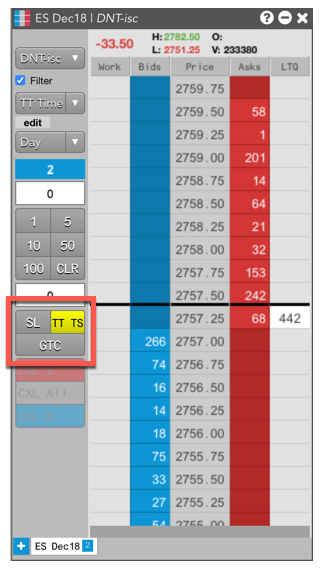 ES Dec18 | DNT-isc
-33.50 H: 2782.50 O:
L: 2751.25 V: 233380
DNT-isc
Filter
TT Time
edit
Day
2
0
1 5
10 50
100 CLR
0
SL TT TS
GTC
CXL All
Work Bids Price Asks LTQ
2759.75
2759.50 58
2759.25 1
2759.00 201
2758.75 14
2758.50 64
2758.25 21
2758.00 32
2757.75 153
2757.50 242
2757.25 68 442
266 2757.00
74 2756.75
16 2756.50
14 2756.25
18 2756.00
75 2755.75
33 2755.50
27 2755.25
54 2755.00
ES Dec18 2